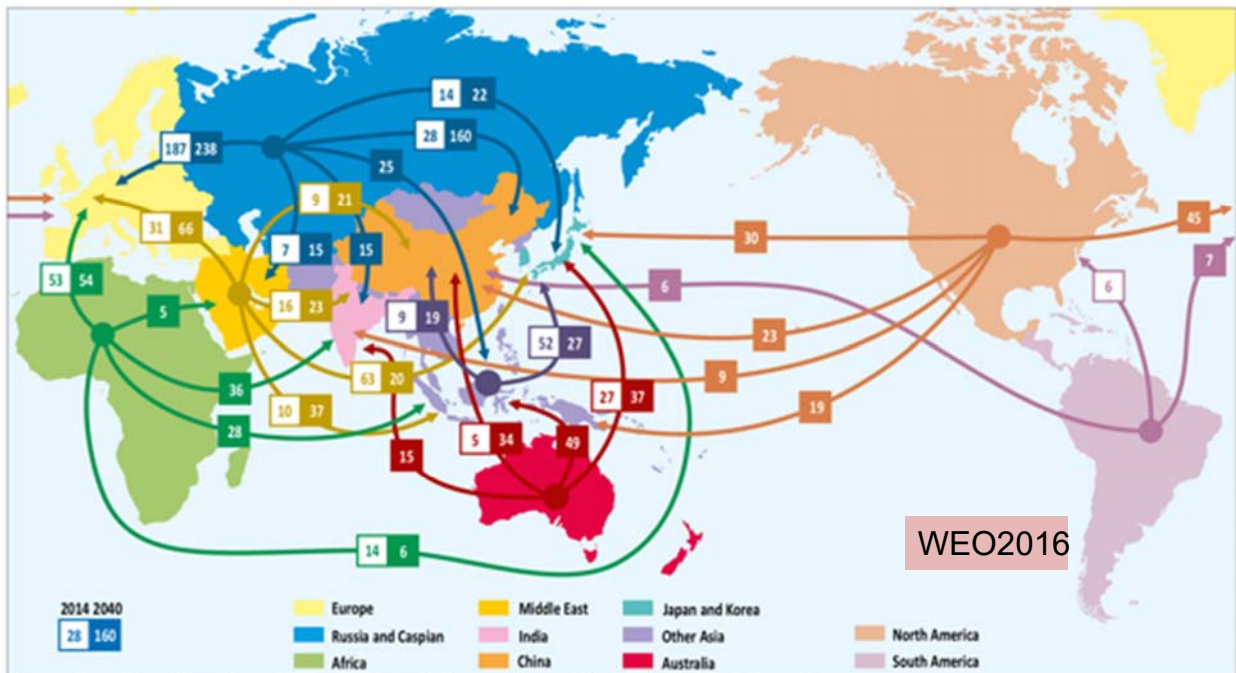 14 22
28 160
187 238
25
9 21
31 66
45
7 15
15
30
7
53 54
6
6
16 23
5
9 19
23
52 27
63 20
9
36
27 37
10 37
19
28
5 34
49
15
14 6
WEO2016
2014 2040
28 160
Europe
Middle East
Japan and Korea
Russia and Caspian
India
Other Asia
North America
Africa
China
Australia
South America